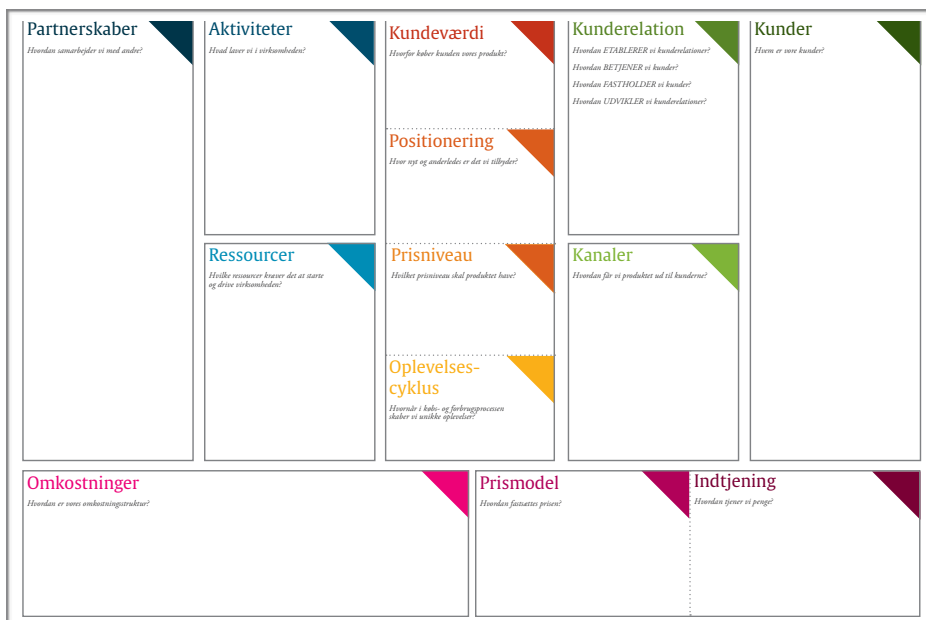 Partnerskaber
Hvordan samarbejder vi med andre?
Aktiviteter
Hvad laver vi i virksomheden?
Ressourcer
Hvilke ressourcer kræver det at starte
og drive virksomheden?
Kundeværdi
Hvorfor køber kunden vores produkt?
Positionering
Hvor nyt og anderledes er det vi tilbyder?
Prisniveau
Hvilket prisniveau skal produktet have?
Oplevelses-
cyklus
Hvornår i købs- og forbrugsprocessen
skaber vi unikke oplevelser?
Kunderelation
Hvordan ETABLERER vi kunderelationer?
Hvordan BETJENER vi kunder?
Hvordan FASTHOLDER vi kunder?
Hvordan UDVIKLER vi kunderelationer?
Kanaler
Hvordan får vi produktet ud til kunderne?
Kunder
Hvem er vore kunder?
Omkostninger
Hvordan er vores omkostningsstruktur?
Prismodel
Hvordan fastsættes prisen?
Indtjening
Hvordan tjener vi penge?